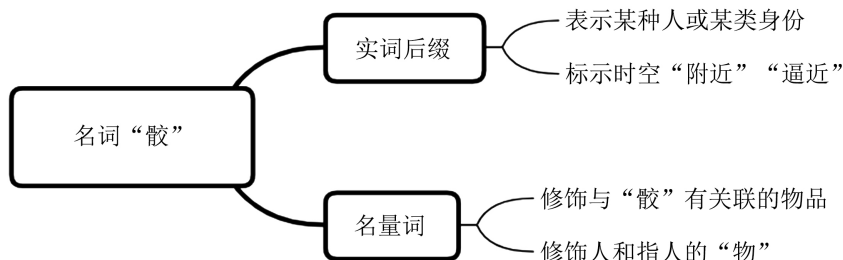 名词“骹”
实词后缀
表示某种人或某类身份
标示时空“附近”“逼近”
名量词
修饰与“骹”有关联的物品
修饰人和指人的“物”